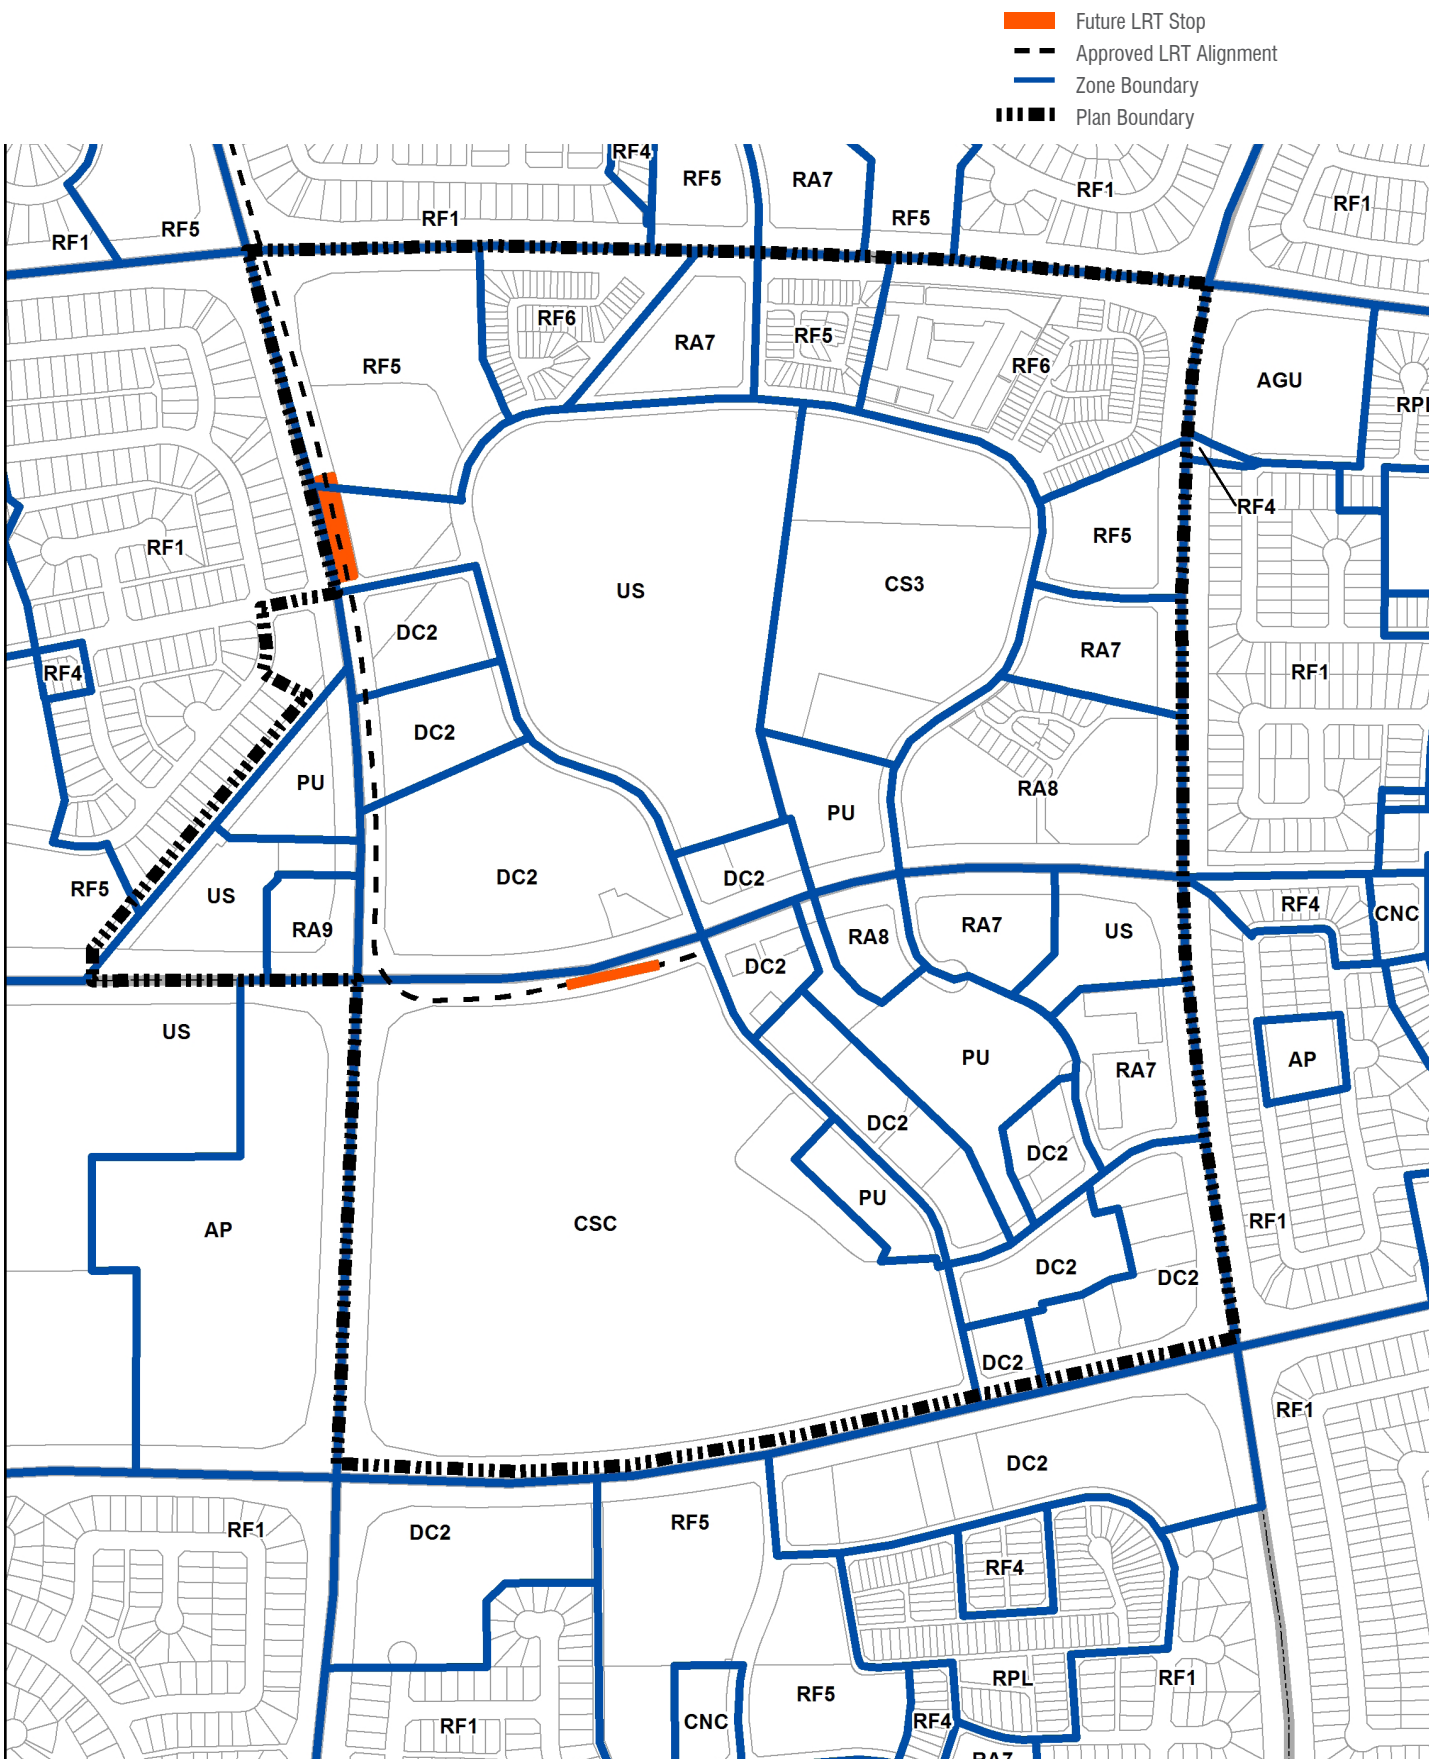 Future LRT Stop
Approved LRT Alignment
Zone Boundary
Plan Boundary
RF4
RF5
RA7
RF1
RF1
RF5
RF1
RF5
RF1
RF6
RF5
RA7
RF5
RF6
AGU
RF4
RF1
RF5
US
CS3
DC2
RA7
RF4
RF1
DC2
PU
RA8
PU
DC2
DC2
RF5
US
RF4
CNC
RA9
RA7
US
RA8
DC2
US
PU
AP
RA7
DC2
DC2
PU
AP
CSC
RF1
DC2
DC2
DC2
RF1
DC2
RF5
RF1
DC2
RF4
RPL
RF1
RF5
CNC
RF4
RF1